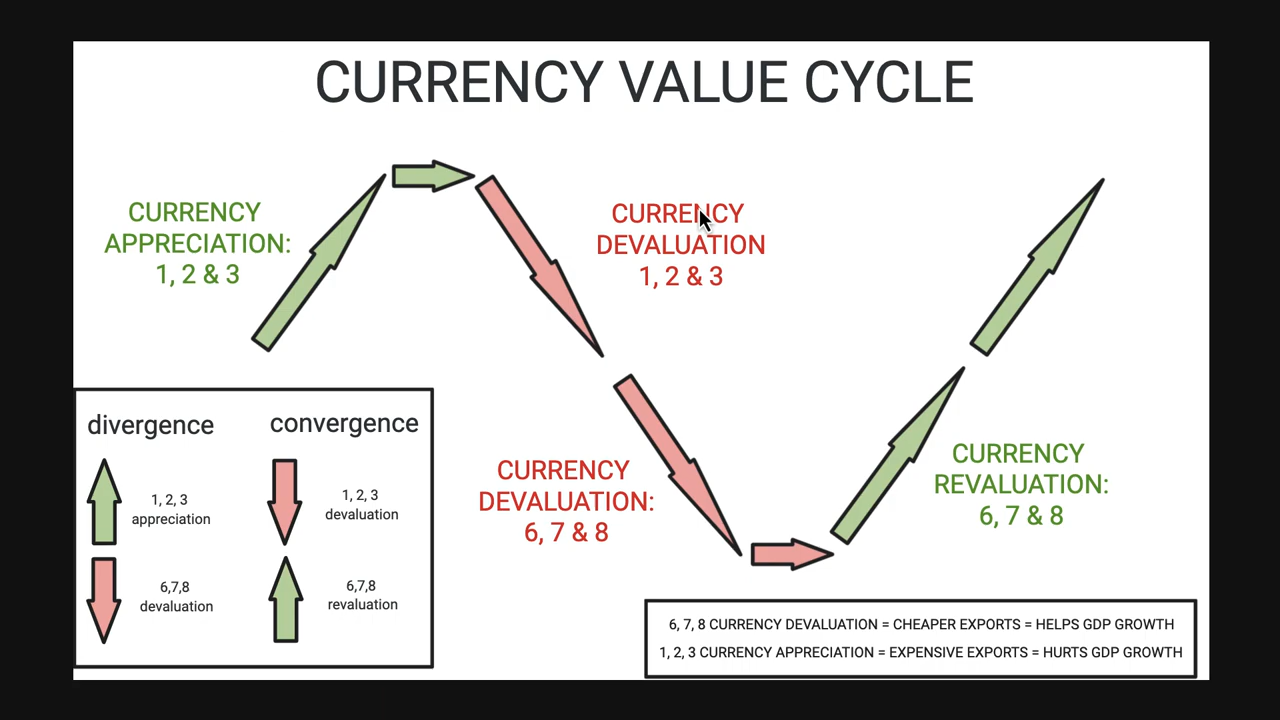 CURRENCY VALUE CYCLE
CURRENCY
APPRECIATION:
1, 2 & 3
CURRENCY
DEVALUATION
1, 2 & 3
divergence
convergence
1, 2, 3
appreciation
1, 2, 3
devaluation
6,7,8
devaluation
6,7,8
revaluation
CURRENCY
DEVALUATION:
6, 7 & 8
CURRENCY
REVALUATION:
6, 7 & 8
6, 7, 8 CURRENCY DEVALUATION = CHEAPER EXPORTS = HELPS GDP GROWTH
1, 2, 3 CURRENCY APPRECIATION = EXPENSIVE EXPORTS = HURTS GDP GROWTH